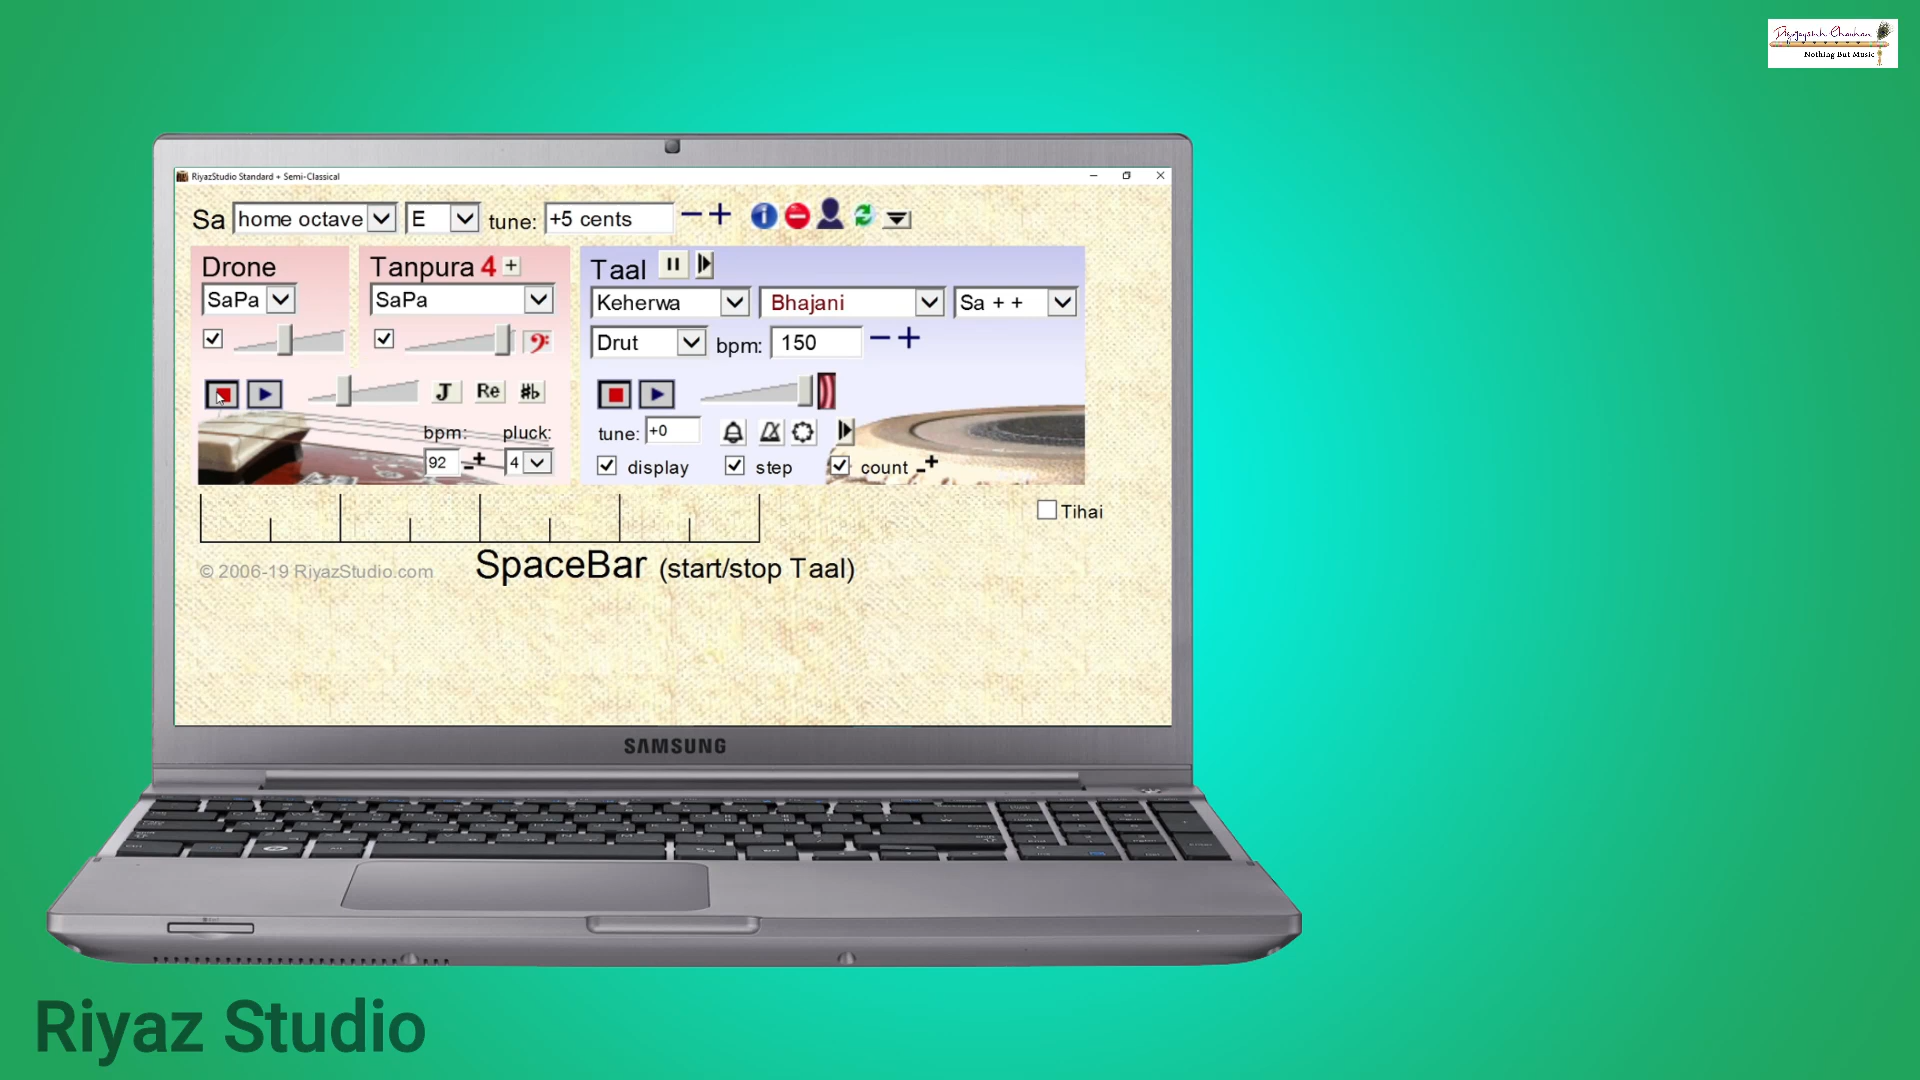 Nothing But Music
RiyazStudio Standard + Semi-Classical
Sa home octave E tune: +5 cents
Drone Tanpura 4 + Taal
SaPa SaPa Keherwa Bhajani Sa + +
Drut bpm: 150
J Re #b
bpm: pluck: tune: +0
92 4 display step count
Tihai
© 2006-19 RiyazStudio.com SpaceBar (start/stop Taal)
SAMSUNG
Riyaz Studio